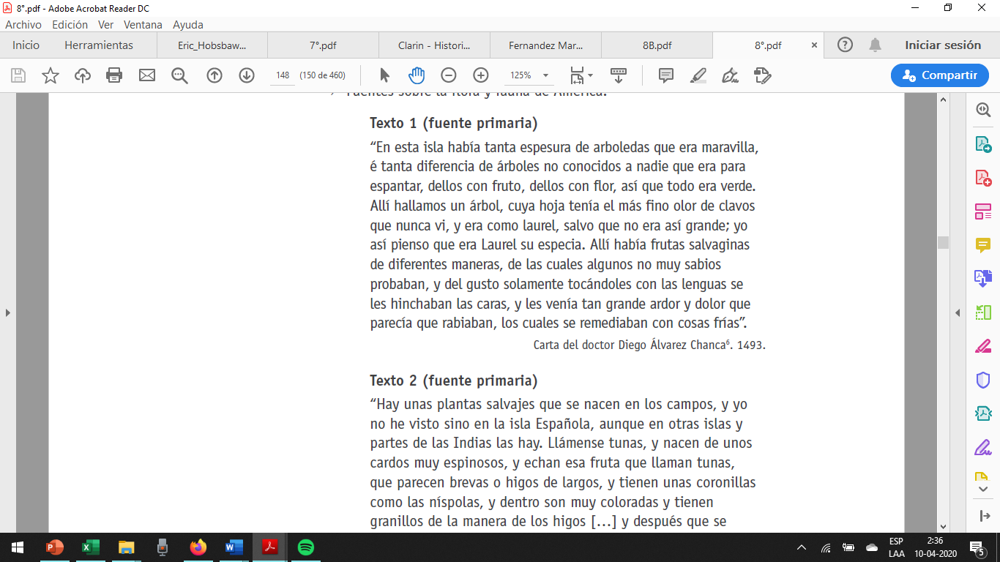 8°.pdf - Adobe Acrobat Reader DC
Archivo Edición Ver Ventana Ayuda
Inicio Herramientas Eric_Hobsbaw... 7°.pdf Clarin - Histori... Fernandez Mar... 8B.pdf 8°.pdf × Iniciar sesión
148 (150 de 460) 125% Compartir
Fuentes sobre la flora y fauna de América.
Texto 1 (fuente primaria)
“En esta isla había tanta espesura de arboledas que era maravilla,
é tanta diferencia de árboles no conocidos a nadie que era para
espantar, dellos con fruto, dellos con flor, así que todo era verde.
Allí hallamos un árbol, cuya hoja tenía el más fino olor de clavos
que nunca vi, y era como laurel, salvo que no era así grande; yo
así pienso que era Laurel su especia. Allí había frutas salvaginas
de diferentes maneras, de las cuales algunos no muy sabios
probaban, y del gusto solamente tocándoles con las lenguas se
les hinchaban las caras, y les venía tan grande ardor y dolor que
parecía que rabiaban, los cuales se remediaban con cosas frías”.
Carta del doctor Diego Álvarez Chanca⁶. 1493.
Texto 2 (fuente primaria)
“Hay unas plantas salvajes que se nacen en los campos, y yo
no he visto sino en la isla Española, aunque en otras islas y
partes de las Indias las hay. Llámense tunas, y nacen de unos
cardos muy espinosos, y echan esa fruta que llaman tunas,
que parecen brevas o higos de largos, y tienen unas coronillas
como las níspolas, y dentro son muy coloradas y tienen
granillos de la manera de los higos [...] y después que se
ESP 2:36
LAA 10-04-2020 5